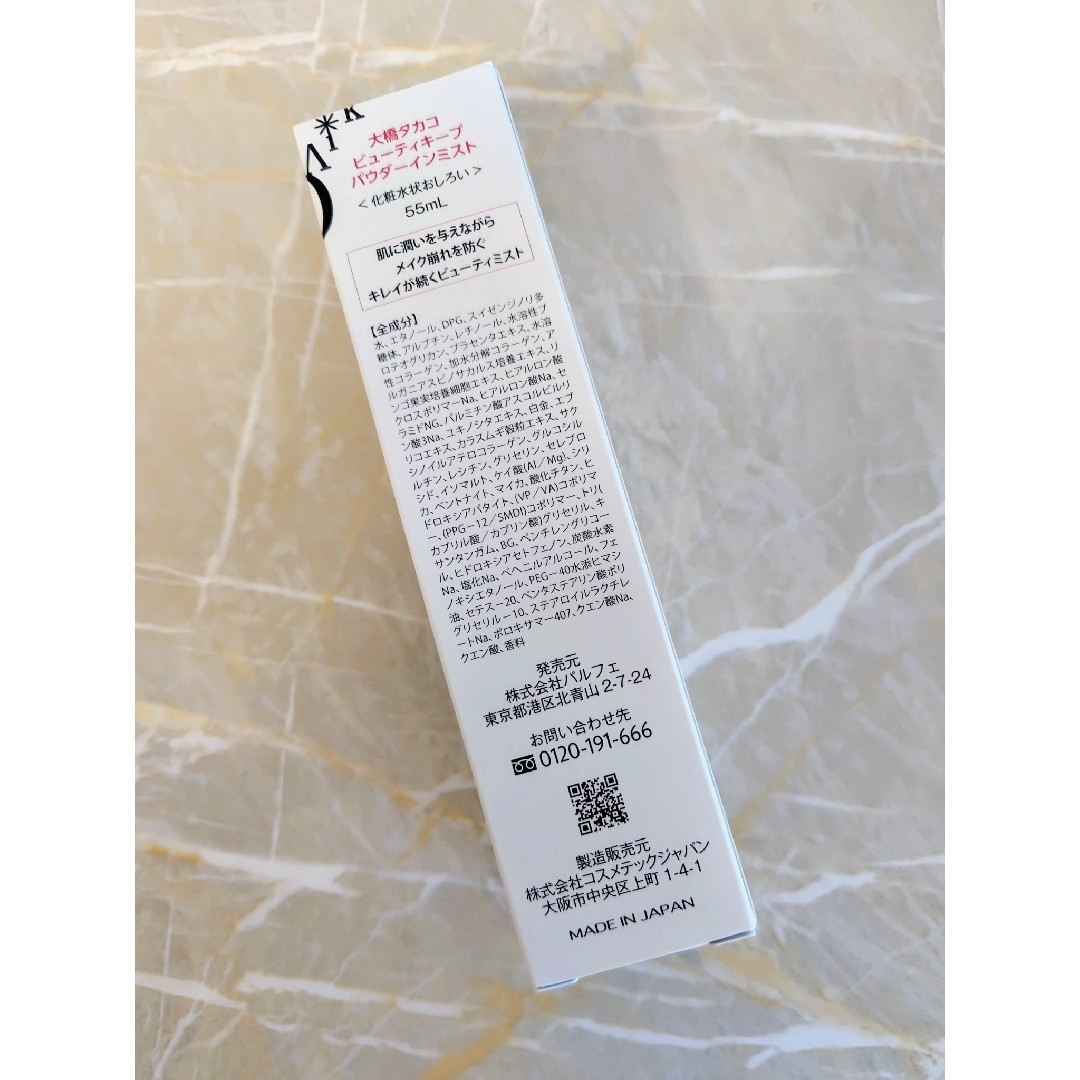 大橋タカコ
ビューティキープ
パウダーインミスト
＜化粧水状おしろい＞
55mL
肌に潤いを与えながら
メイク崩れを防ぐ
キレイが続くビューティミスト
【全成分】
水、エタノール、DPG、スイゼンジノリ多
糖体、アルブチン、レチノール、水溶性プ
ロテオグリカン、プラセンタエキス、水溶
性コラーゲン、加水分解コラーゲン、ア
ルガニアスピノサカルス培養エキス、リ
ンゴ果実培養細胞エキス、ヒアルロン酸
クロスポリマーNa、ヒアルロン酸Na、セ
ラミドNG、パルミチン酸アスコルビルリ
ン酸3Na、ユキノシタエキス、白金、エブ
リコエキス、カラスムギ穀粒エキス、サク
シノイルアテロコラーゲン、グルコシル
ルチン、レシチン、グリセリン、セレブロ
シド、イソマルト、ケイ酸(Al／Mg)、シリ
カ、ベントナイト、マイカ、酸化チタン、ヒ
ドロキシアパタイト、(VP／VA)コポリマ
ー、(PPG－12／SMDI)コポリマー、トリ(
カプリル酸／カプリン酸)グリセリル、キ
サンタンガム、BG、ペンチレングリコー
ル、ヒドロキシアセトフェノン、炭酸水素
Na、塩化Na、ベヘニルアルコール、フェ
ノキシエタノール、PEG－40水添ヒマシ
油、セテス－20、ペンタステアリン酸ポリ
グリセリル－10、ステアロイルラクチレ
ートNa、ポロキサマー407、クエン酸Na、
クエン酸、香料
発売元
株式会社パルフェ
東京都港区北青山 2-7-24
お問い合わせ先
0120-191-666
製造販売元
株式会社コスメテックジャパン
大阪市中央区上町 1-4-1
MADE IN JAPAN